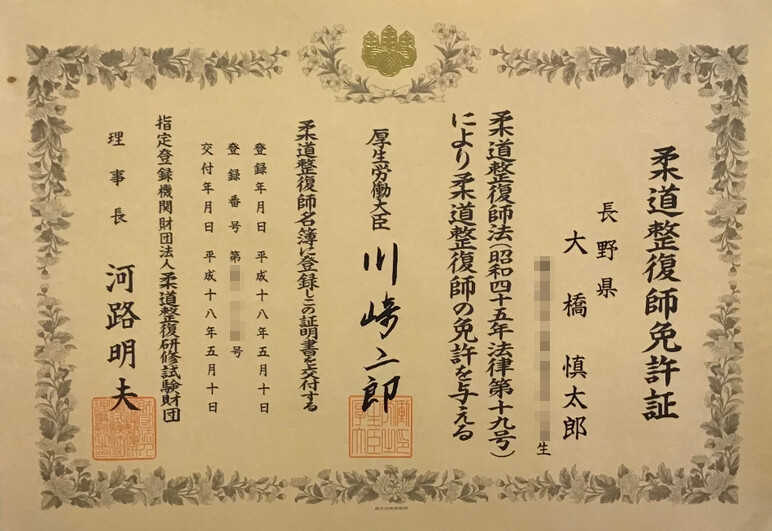 柔道整復師免許証
長野県
大橋慎太郎
生
柔道整復師法(昭和四十五年法律第十九号)
により柔道整復師の免許を与える
厚生労働大臣 川崎二郎
柔道整復師名簿に登録しこの証明書を交付する
登録年月日 平成十八年五月十日
登録番号 第 号
交付年月日 平成十八年五月十日
指定登録機関財団法人柔道整復研修試験財団
理事長 河路明夫